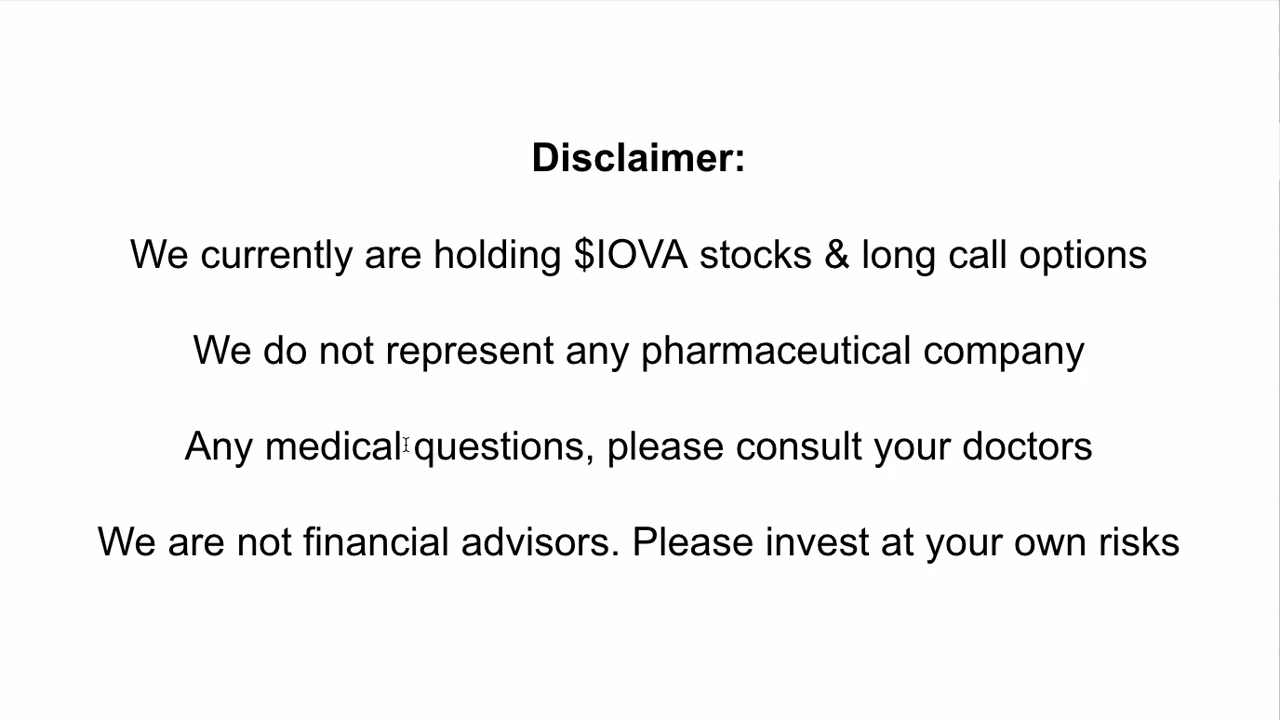 Disclaimer:
We currently are holding $IOVA stocks & long call options
We do not represent any pharmaceutical company
Any medical questions, please consult your doctors
We are not financial advisors. Please invest at your own risks